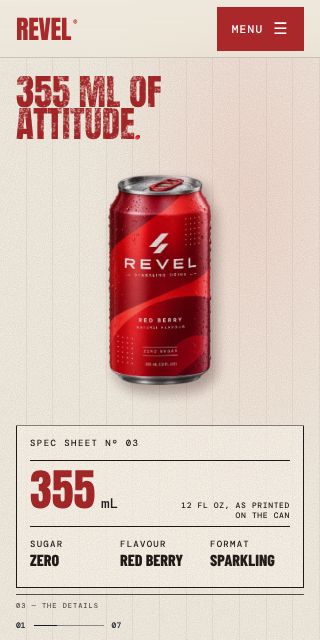 REVEL®
MENU ☰
355 ML OF
ATTITUDE.
REVEL
SPARKLING DRINK
RED BERRY
NATURAL FLAVOUR
ZERO SUGAR
SPEC SHEET Nº 03
355 mL
12 FL OZ, AS PRINTED
ON THE CAN
SUGAR FLAVOUR FORMAT
ZERO RED BERRY SPARKLING
03 — THE DETAILS
01 07